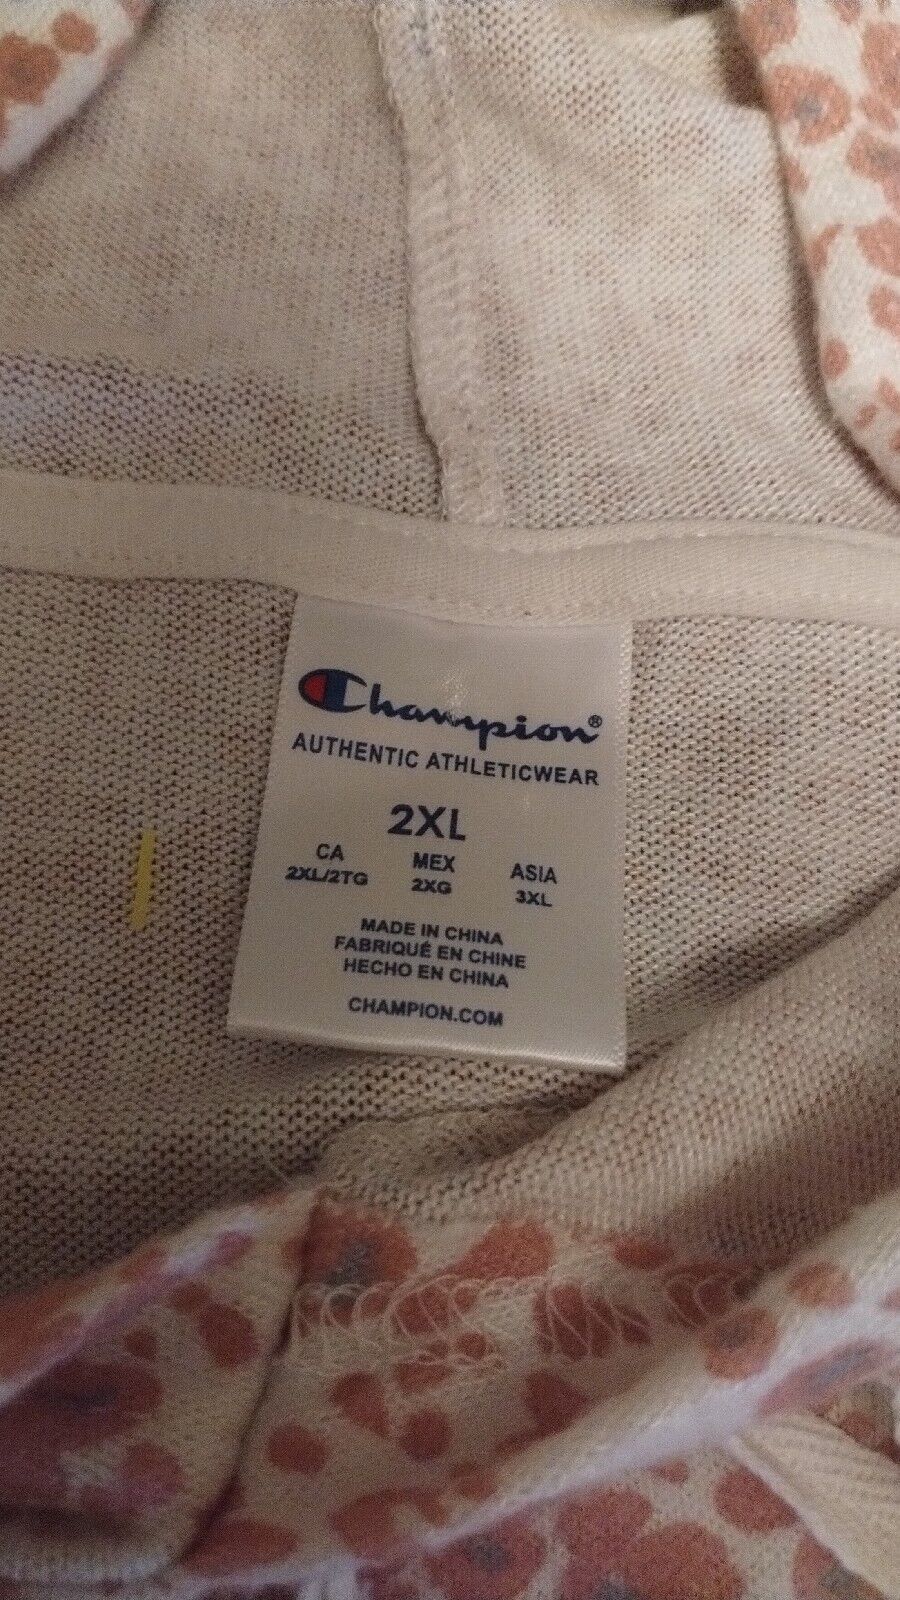 Champion®
AUTHENTIC ATHLETICWEAR
2XL
CA MEX ASIA
2XL/2TG 2XG 3XL
MADE IN CHINA
FABRIQUÉ EN CHINE
HECHO EN CHINA
CHAMPION.COM